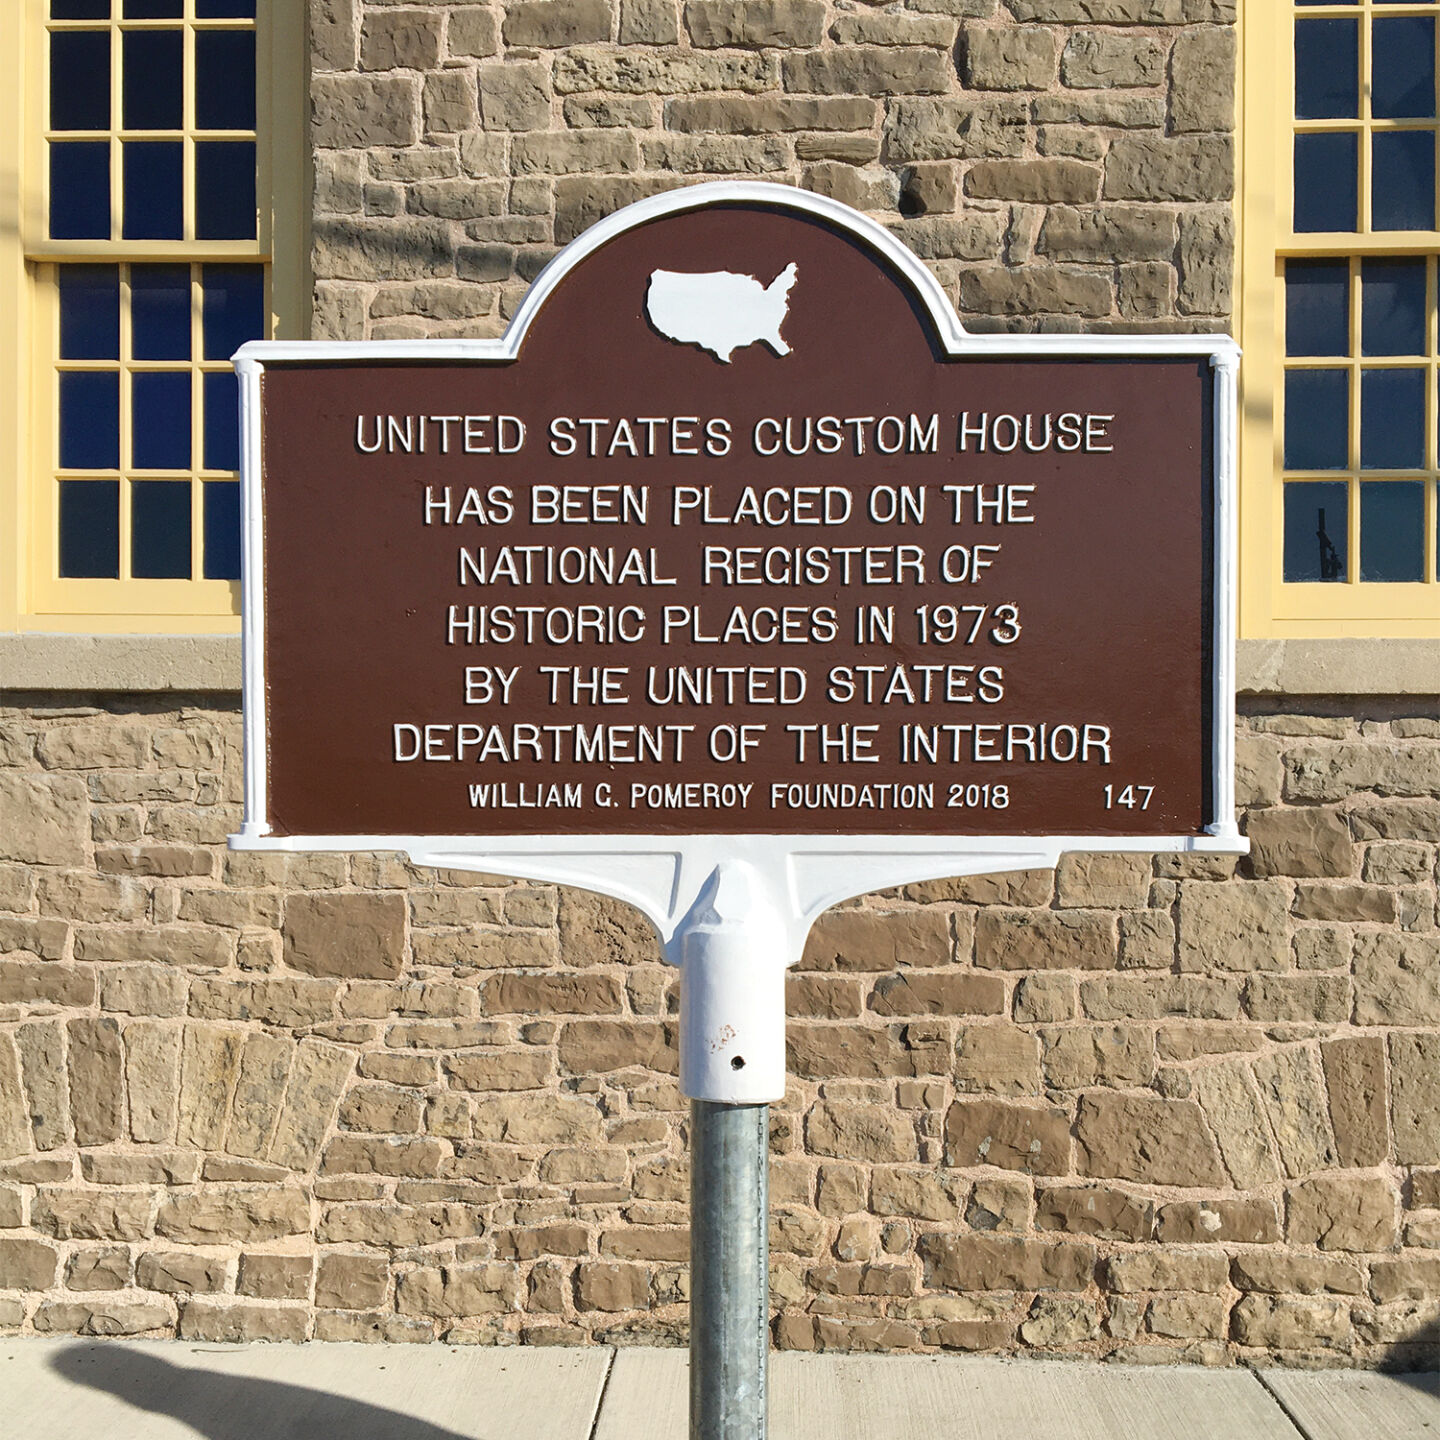 UNITED STATES CUSTOM HOUSE
HAS BEEN PLACED ON THE
NATIONAL REGISTER OF
HISTORIC PLACES IN 1973
BY THE UNITED STATES
DEPARTMENT OF THE INTERIOR
WILLIAM G. POMEROY FOUNDATION 2018 147